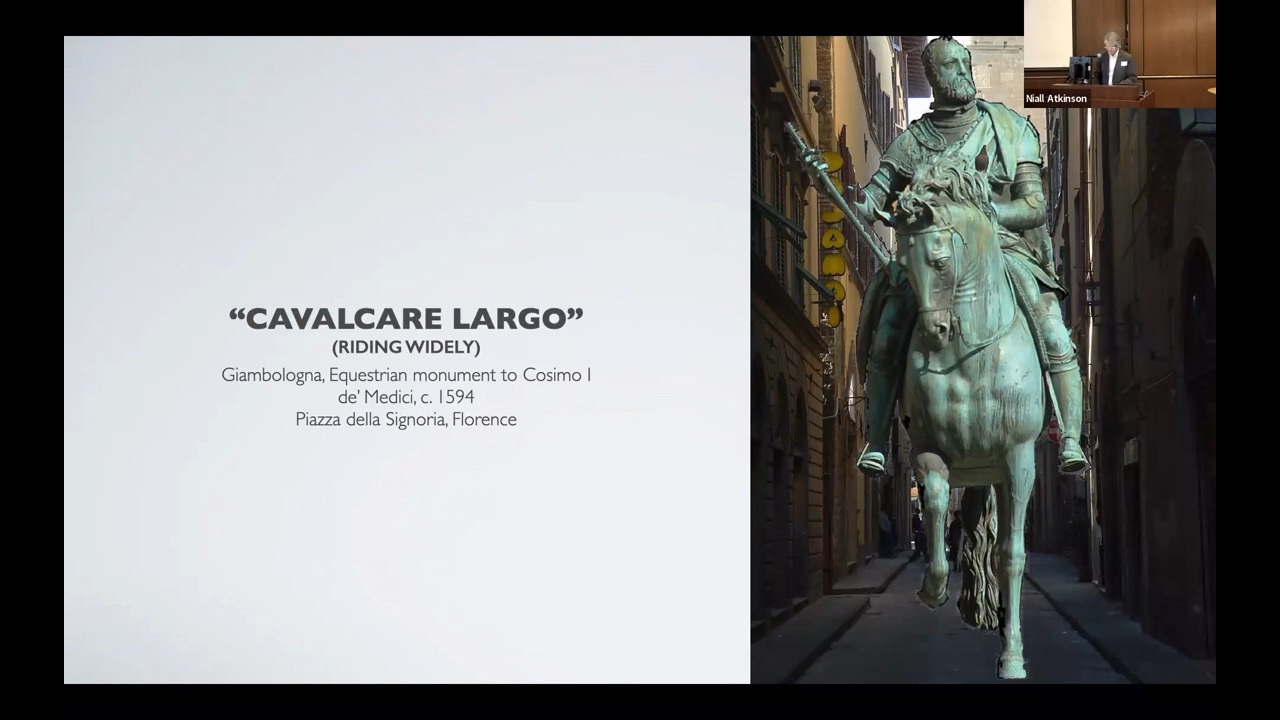 Niall Atkinson
“CAVALCARE LARGO”
(RIDING WIDELY)
Giambologna, Equestrian monument to Cosimo I
de’ Medici, c. 1594
Piazza della Signoria, Florence